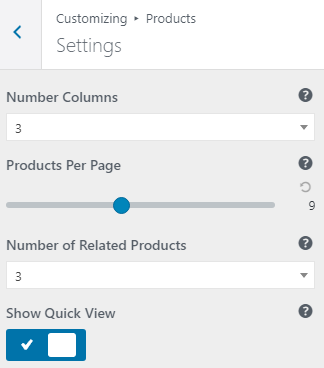 Customizing ▸ Products
Settings
Number Columns
3
Products Per Page
9
Number of Related Products
3
Show Quick View